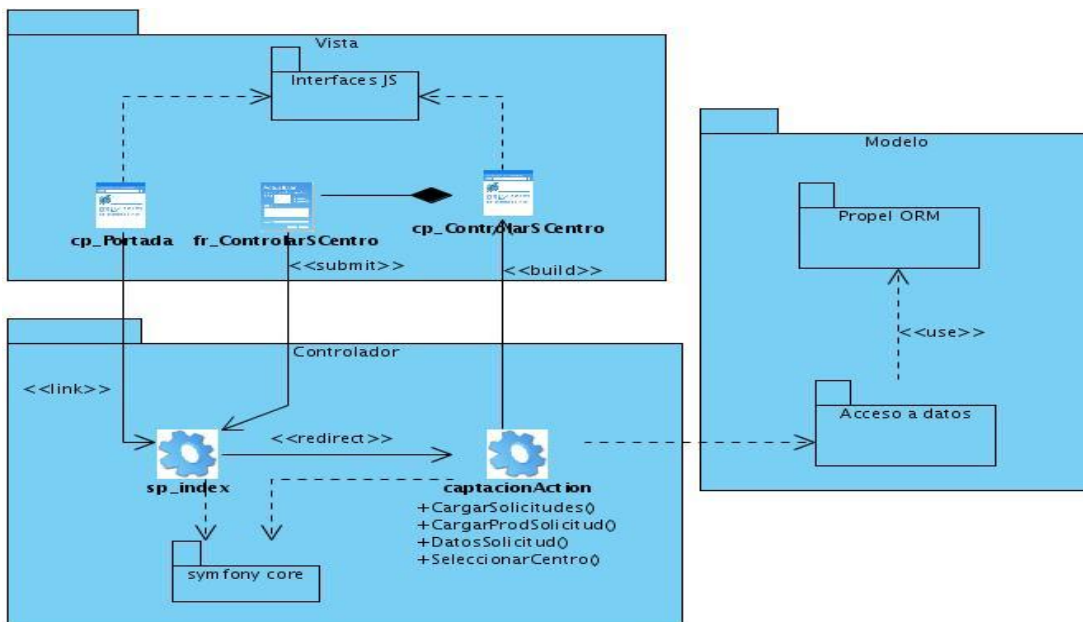 Vista
Interfaces JS
cp_Portada
fr_ControlarSCentro
cp_ControlarSCentro
<<submit>>
<<build>>
Modelo
Propel ORM
<<use>>
Acceso a datos
Controlador
<<link>>
<<redirect>>
sp_index
captacionAction
+CargarSolicitudes()
+CargarProdSolicitud()
+DatosSolicitud()
+SeleccionarCentro()
symfony core